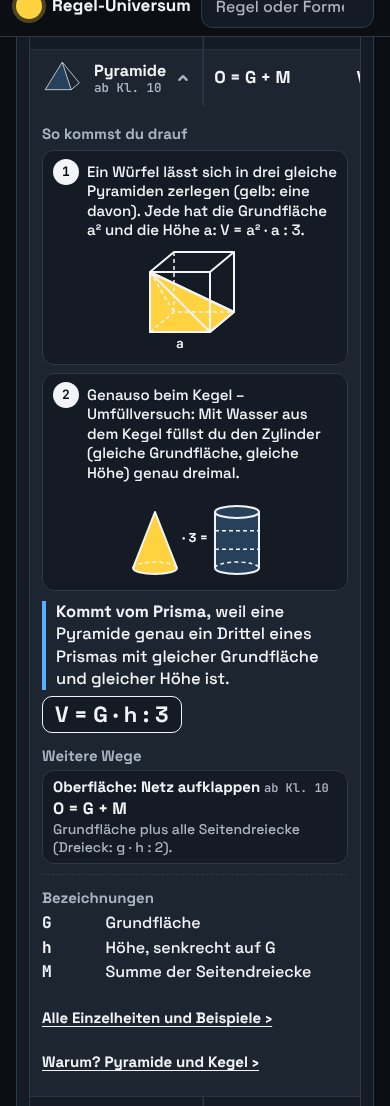 Regel-Universum
Regel oder Forme
Pyramide
ab Kl. 10
O = G + M
So kommst du drauf
1
Ein Würfel lässt sich in drei gleiche
Pyramiden zerlegen (gelb: eine
davon). Jede hat die Grundfläche
a² und die Höhe a: V = a² · a : 3.
a
2
Genauso beim Kegel –
Umfüllversuch: Mit Wasser aus
dem Kegel füllst du den Zylinder
(gleiche Grundfläche, gleiche
Höhe) genau dreimal.
· 3 =
Kommt vom Prisma, weil eine
Pyramide genau ein Drittel eines
Prismas mit gleicher Grundfläche
und gleicher Höhe ist.
V = G · h : 3
Weitere Wege
Oberfläche: Netz aufklappen ab Kl. 10
O = G + M
Grundfläche plus alle Seitendreiecke
(Dreieck: g · h : 2).
Bezeichnungen
G Grundfläche
h Höhe, senkrecht auf G
M Summe der Seitendreiecke
Alle Einzelheiten und Beispiele >
Warum? Pyramide und Kegel >